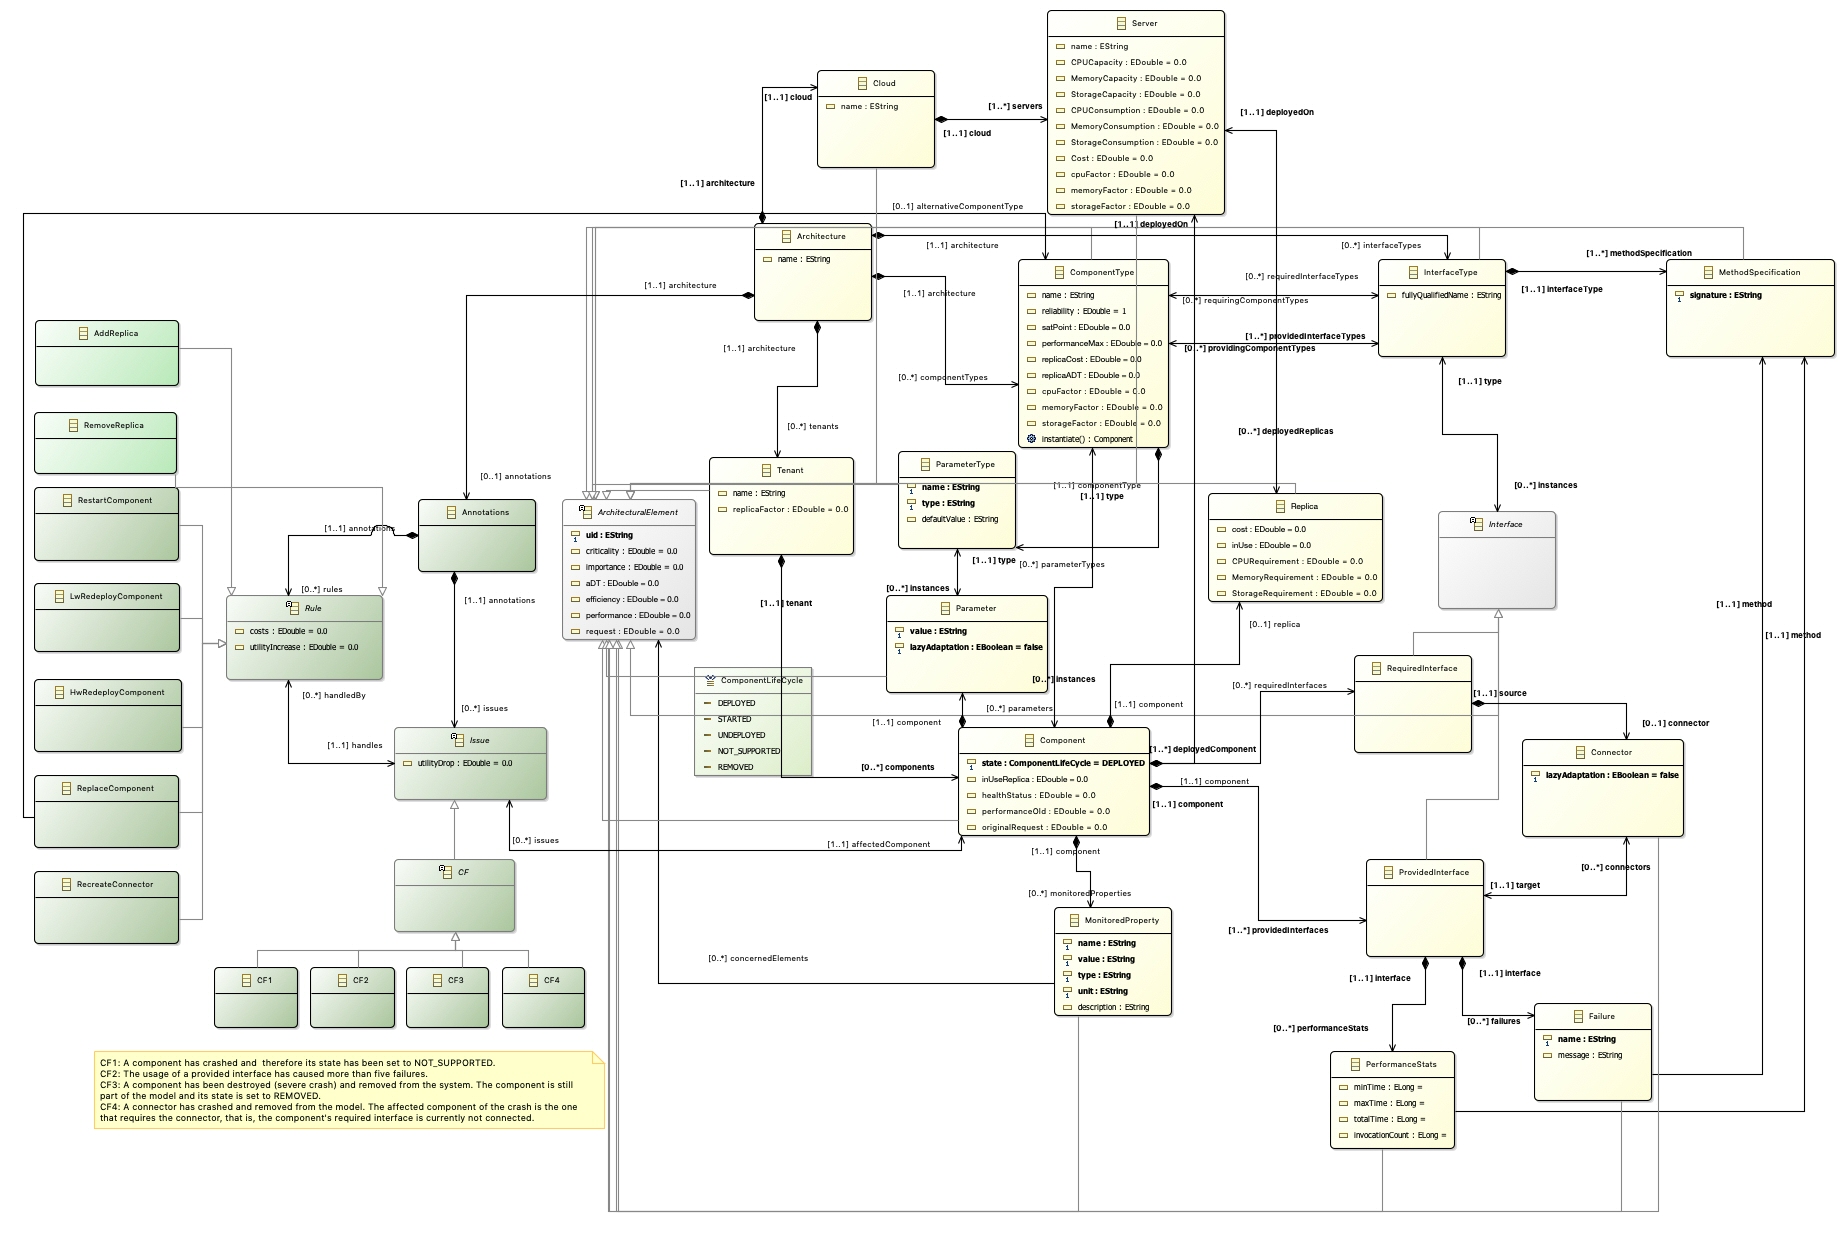 Server
name : EString
CPUCapacity : EDouble = 0.0
MemoryCapacity : EDouble = 0.0
StorageCapacity : EDouble = 0.0
CPUConsumption : EDouble = 0.0
MemoryConsumption : EDouble = 0.0
StorageConsumption : EDouble = 0.0
Cost : EDouble = 0.0
cpuFactor : EDouble = 0.0
memoryFactor : EDouble = 0.0
storageFactor : EDouble = 0.0
Cloud
name : EString
[1..1] cloud
[1..*] servers
[1..1] cloud
[1..1] deployedOn
[1..1] architecture
[0..1] alternativeComponentType
[1..1] deployedOn
Architecture
name : EString
[1..1] architecture
[0..*] interfaceTypes
[1..*] methodSpecification
ComponentType
name : EString
reliability : EDouble = 1
satPoint : EDouble = 0.0
performanceMax : EDouble = 0.0
replicaCost : EDouble = 0.0
replicaADT : EDouble = 0.0
cpuFactor : EDouble = 0.0
memoryFactor : EDouble = 0.0
storageFactor : EDouble = 0.0
instantiate() : Component
InterfaceType
fullyQualifiedName : EString
MethodSpecification
signature : EString
[0..*] requiredInterfaceTypes
[0..*] requiringComponentTypes
[1..1] interfaceType
[1..1] architecture
[1..1] architecture
[1..*] providedInterfaceTypes
[0..*] providingComponentTypes
[1..1] architecture
[0..*] componentTypes
[1..1] type
AddReplica
RemoveReplica
RestartComponent
LwRedeployComponent
HwRedeployComponent
ReplaceComponent
RecreateConnector
[0..*] tenants
[0..*] deployedReplicas
[0..1] annotations
Tenant
name : EString
replicaFactor : EDouble = 0.0
ParameterType
name : EString
type : EString
defaultValue : EString
[1..1] componentType
[1..1] type
[0..*] instances
Annotations
ArchitecturalElement
uid : EString
criticality : EDouble = 0.0
importance : EDouble = 0.0
aDT : EDouble = 0.0
efficiency : EDouble = 0.0
performance : EDouble = 0.0
request : EDouble = 0.0
Replica
cost : EDouble = 0.0
inUse : EDouble = 0.0
CPURequirement : EDouble = 0.0
MemoryRequirement : EDouble = 0.0
StorageRequirement : EDouble = 0.0
Interface
[1..1] annotations
[1..1] type
[0..*] parameterTypes
[0..*] rules
[1..1] annotations
[0..*] instances
[1..1] tenant
[1..1] method
Rule
costs : EDouble = 0.0
utilityIncrease : EDouble = 0.0
Parameter
value : EString
lazyAdaptation : EBoolean = false
[0..1] replica
[1..1] method
RequiredInterface
ComponentLifeCycle
DEPLOYED
STARTED
UNDEPLOYED
NOT_SUPPORTED
REMOVED
[0..*] instances
[0..*] requiredInterfaces
[0..*] handledBy
[1..1] source
[0..*] issues
[1..1] component
[0..*] parameters
[1..1] component
[0..1] connector
[1..1] handles
Issue
utilityDrop : EDouble = 0.0
Component
state : ComponentLifeCycle = DEPLOYED
inUseReplica : EDouble = 0.0
healthStatus : EDouble = 0.0
performanceOld : EDouble = 0.0
originalRequest : EDouble = 0.0
[1..*] deployedComponent
Connector
lazyAdaptation : EBoolean = false
[0..*] components
[1..1] component
[1..1] component
[0..*] issues
[1..1] affectedComponent
[1..1] component
CF
ProvidedInterface
[0..*] connectors
[1..1] target
[0..*] monitoredProperties
MonitoredProperty
name : EString
value : EString
type : EString
unit : EString
description : EString
[1..*] providedInterfaces
[0..*] concernedElements
CF1
CF2
CF3
CF4
[1..1] interface
[1..1] interface
[0..*] performanceStats
[0..*] failures
Failure
name : EString
message : EString
PerformanceStats
minTime : ELong =
maxTime : ELong =
totalTime : ELong =
invocationCount : ELong =
CF1: A component has crashed and therefore its state has been set to NOT_SUPPORTED.
CF2: The usage of a provided interface has caused more than five failures.
CF3: A component has been destroyed (severe crash) and removed from the system. The component is still
part of the model and its state is set to REMOVED.
CF4: A connector has crashed and removed from the model. The affected component of the crash is the one
that requires the connector, that is, the component's required interface is currently not connected.